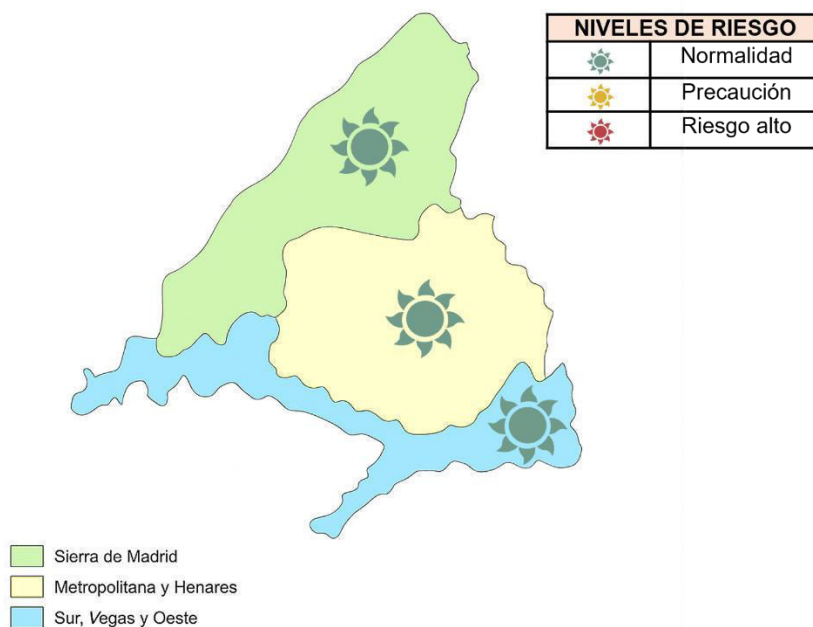 NIVELES DE RIESGO
Normalidad
Precaución
Riesgo alto
Sierra de Madrid
Metropolitana y Henares
Sur, Vegas y Oeste